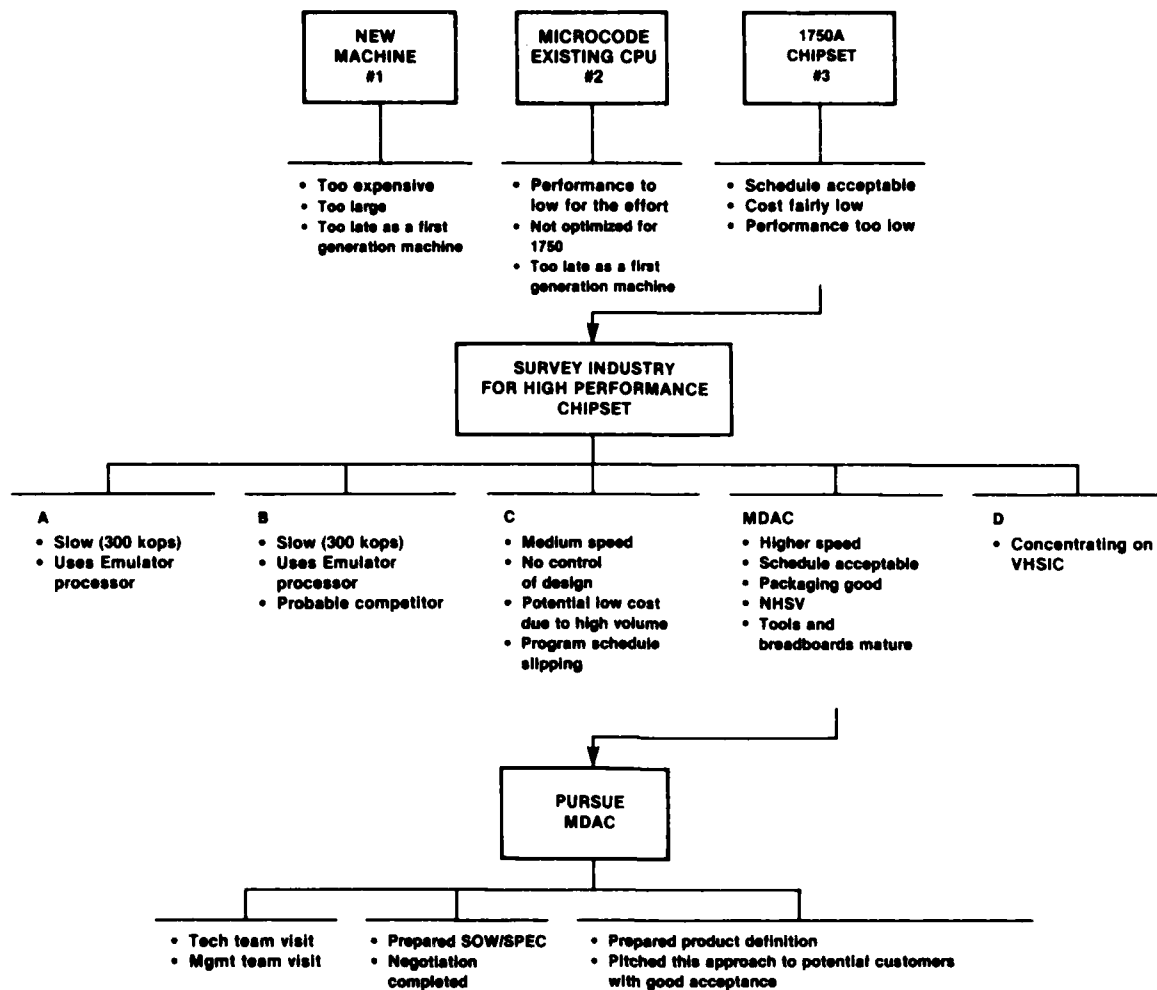 NEW
MACHINE
#1
MICROCODE
EXISTING CPU
#2
1750A
CHIPSET
#3
• Too expensive
• Too large
• Too late as a first
generation machine
• Performance to
low for the effort
• Not optimized for
1750
• Too late as a first
generation machine
• Schedule acceptable
• Cost fairly low
• Performance too low
SURVEY INDUSTRY
FOR HIGH PERFORMANCE
CHIPSET
A
• Slow (300 kops)
• Uses Emulator
processor
B
• Slow (300 kops)
• Uses Emulator
processor
• Probable competitor
C
• Medium speed
• No control
of design
• Potential low cost
due to high volume
• Program schedule
slipping
MDAC
• Higher speed
• Schedule acceptable
• Packaging good
• NHSV
• Tools and
breadboards mature
D
• Concentrating on
VHSIC
PURSUE
MDAC
• Tech team visit
• Mgmt team visit
• Prepared SOW/SPEC
• Negotiation
completed
• Prepared product definition
• Pitched this approach to potential customers
with good acceptance